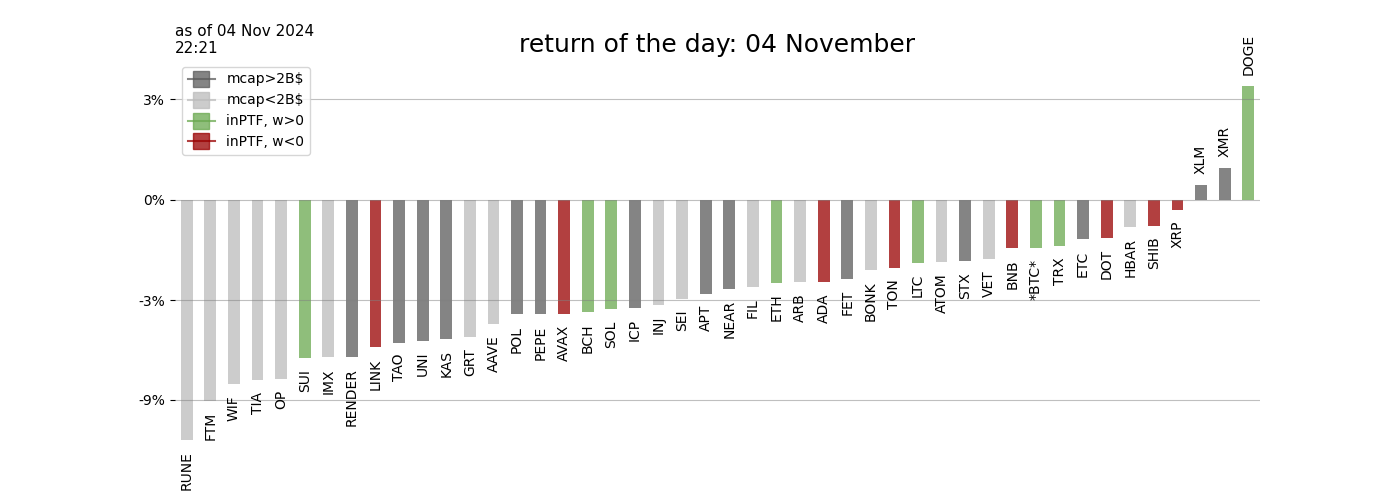 as of 04 Nov 2024
22:21
return of the day: 04 November
mcap>2B$
mcap<2B$
inPTF, w>0
inPTF, w<0
3%
0%
-3%
-9%
RUNE
FTM
WIF
TIA
OP
SUI
IMX
RENDER
LINK
TAO
UNI
KAS
GRT
AAVE
POL
PEPE
AVAX
BCH
SOL
ICP
INJ
SEI
APT
NEAR
FIL
ETH
ARB
ADA
FET
BONK
TON
LTC
ATOM
STX
VET
BNB
*BTC*
TRX
ETC
DOT
HBAR
SHIB
XRP
XLM
XMR
DOGE